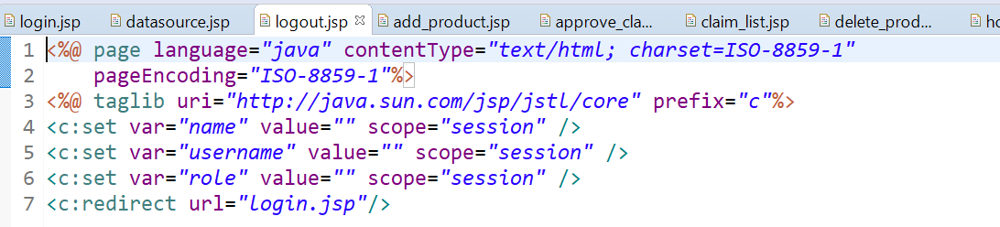 login.jsp datasource.jsp logout.jsp add_product.jsp approve_cla... claim_list.jsp delete_prod... ho
1 <%@ page language="java" contentType="text/html; charset=ISO-8859-1"
2 pageEncoding="ISO-8859-1"%>
3 <%@ taglib uri="http://java.sun.com/jsp/jstl/core" prefix="c"%>
4 <c:set var="name" value="" scope="session" />
5 <c:set var="username" value="" scope="session" />
6 <c:set var="role" value="" scope="session" />
7 <c:redirect url="login.jsp"/>